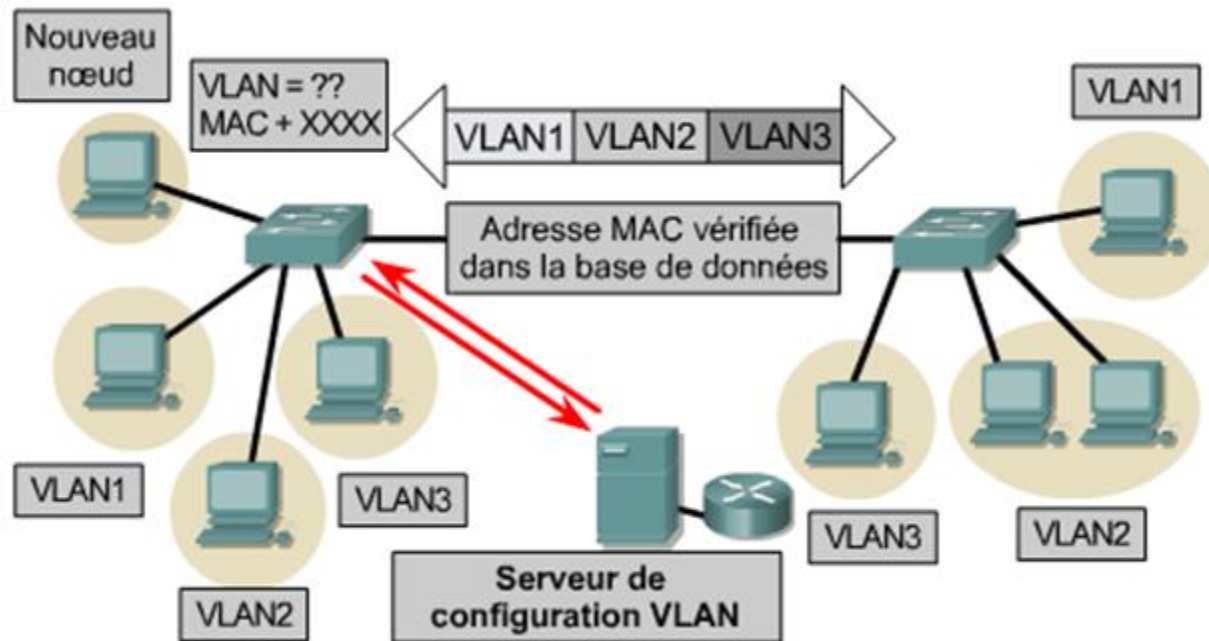 Nouveau
nœud
VLAN = ??
MAC + XXXX
VLAN1
VLAN2
VLAN3
VLAN1
Adresse MAC vérifiée
dans la base de données
VLAN1
VLAN3
VLAN2
VLAN3
VLAN2
Serveur de
configuration VLAN